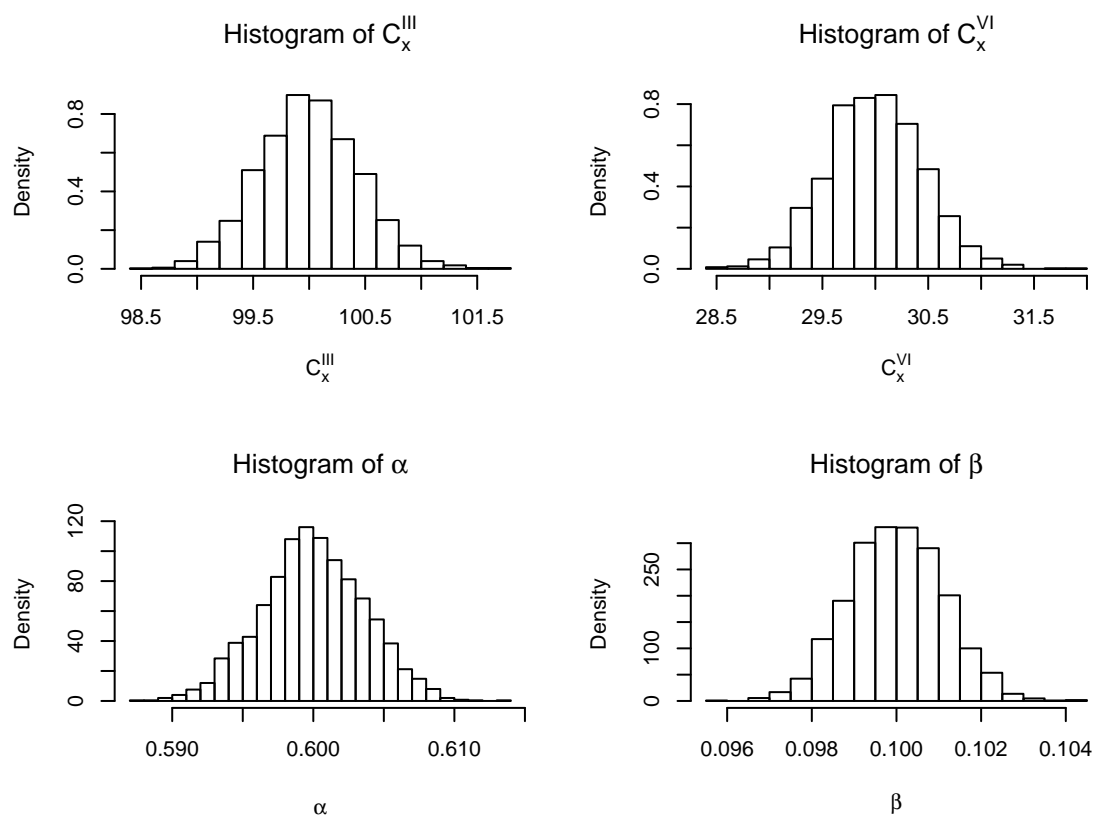 Histogram of C_x^III
Density
0.0 0.4 0.8
98.5 99.5 100.5 101.5
C_x^III
Histogram of C_x^VI
Density
0.0 0.4 0.8
28.5 29.5 30.5 31.5
C_x^VI
Histogram of α
Density
0 40 80 120
0.590 0.600 0.610
α
Histogram of β
Density
0 100 250
0.096 0.098 0.100 0.102 0.104
β